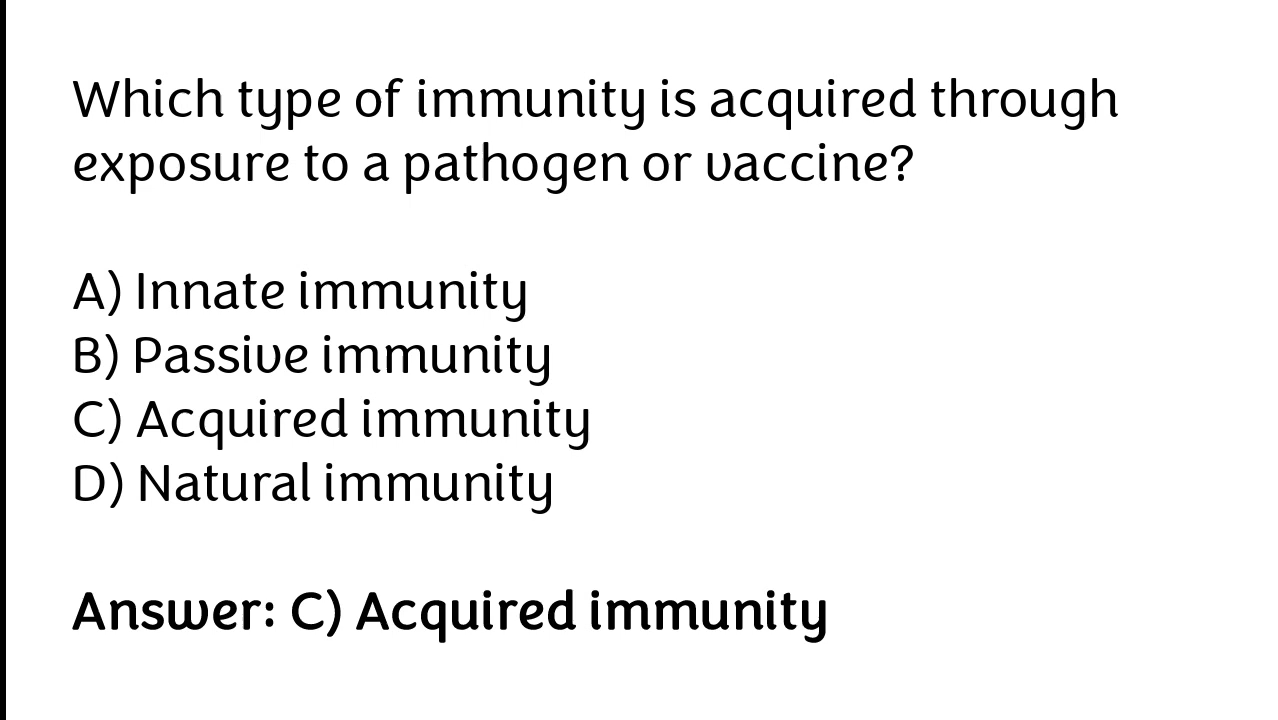 Which type of immunity is acquired through
exposure to a pathogen or vaccine?
A) Innate immunity
B) Passive immunity
C) Acquired immunity
D) Natural immunity
Answer: C) Acquired immunity